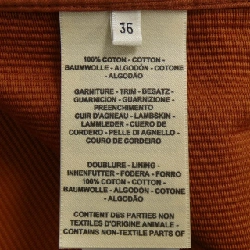 36
100% COTON - COTTON -
BAUMWOLLE - ALGODÓN - COTONE
ALGODÃO
GARNITURE - TRIM - BESATZ -
GUARNICION - GUARNIZIONE
PREENCHIMENTO
CUIR D'AGNEAU - LAMBSKIN -
LAMMLEDER - CUERO DE
CORDERO - PELLE DI AGNELLO
COURO DE CORDEIRO
DOUBLURE - LINING -
INNENFUTTER - FODERA - FORRO
100% COTON - COTTON -
BAUMWOLLE - ALGODÓN - COTONE
ALGODÃO
CONTIENT DES PARTIES NON
TEXTILES D'ORIGINE ANIMALE -
CONTAINS NON-TEXTILE PARTS OF